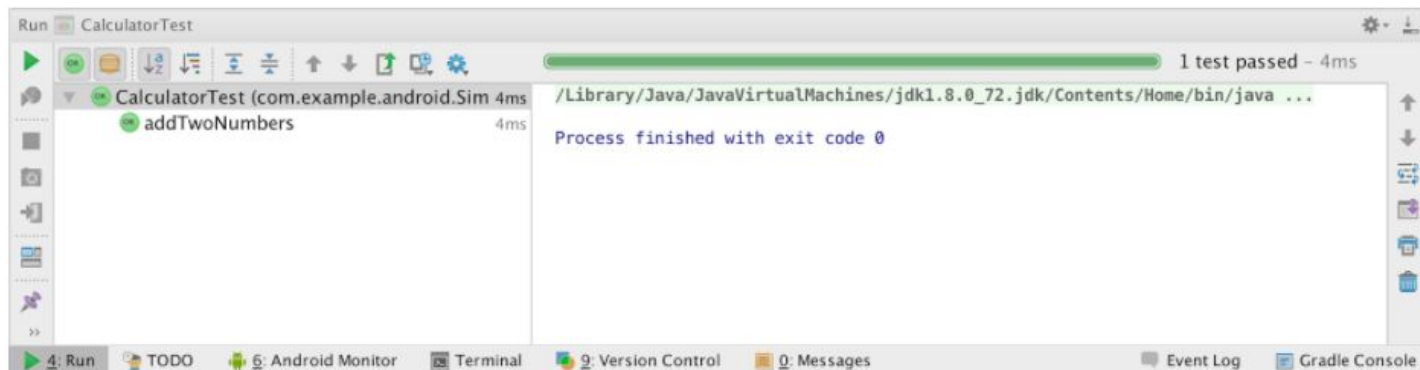 Run CalculatorTest
1 test passed – 4ms
CalculatorTest (com.example.android.Sim 4ms
addTwoNumbers 4ms
/Library/Java/JavaVirtualMachines/jdk1.8.0_72.jdk/Contents/Home/bin/java ...
Process finished with exit code 0
4: Run TODO 6: Android Monitor Terminal 9: Version Control 0: Messages Event Log Gradle Console